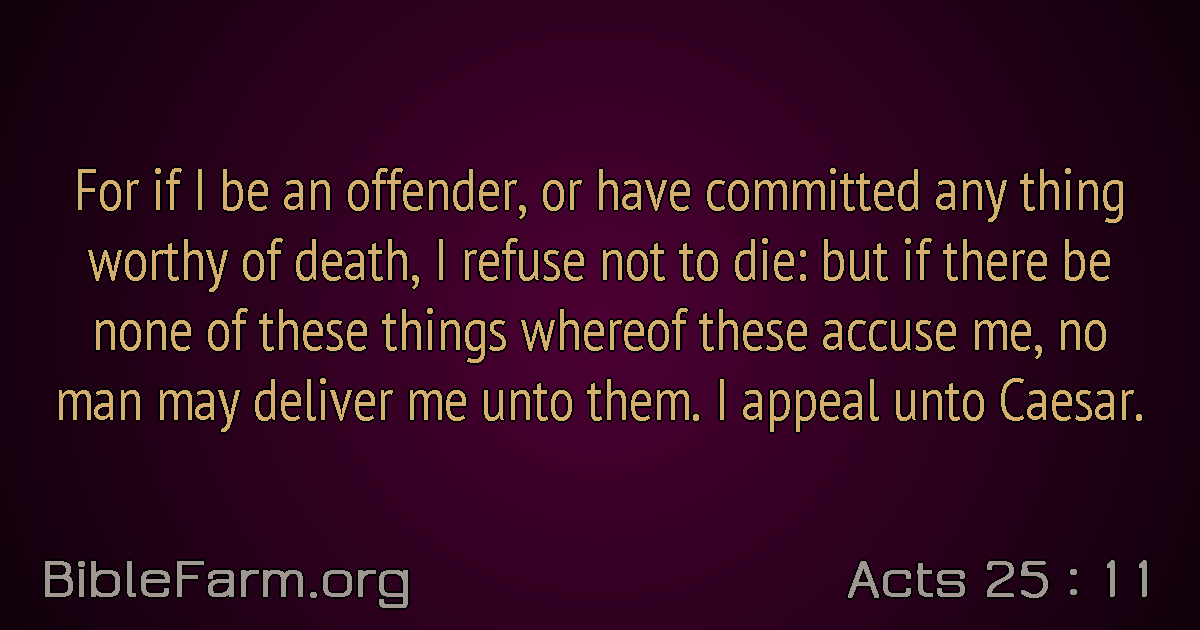 For if I be an offender, or have committed any thing
worthy of death, I refuse not to die: but if there be
none of these things whereof these accuse me, no
man may deliver me unto them. I appeal unto Caesar.
BibleFarm.org
Acts 25 : 11